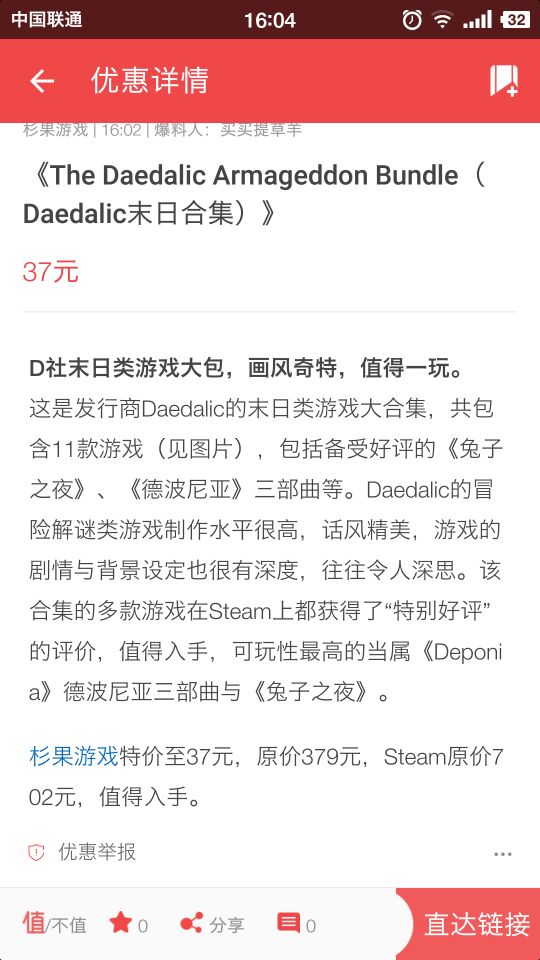 中国联通 16:04 32
优惠详情
杉果游戏 | 16:02 | 爆料人：买买提草羊
《The Daedalic Armageddon Bundle（
Daedalic末日合集）》
37元
D社末日类游戏大包，画风奇特，值得一玩。
这是发行商Daedalic的末日类游戏大合集，共包
含11款游戏（见图片），包括备受好评的《兔子
之夜》、《德波尼亚》三部曲等。Daedalic的冒
险解谜类游戏制作水平很高，话风精美，游戏的
剧情与背景设定也很有深度，往往令人深思。该
合集的多款游戏在Steam上都获得了“特别好评”
的评价，值得入手，可玩性最高的当属《Deponi
a》德波尼亚三部曲与《兔子之夜》。
杉果游戏特价至37元，原价379元，Steam原价7
02元，值得入手。
优惠举报
值/不值 0 分享 0 直达链接